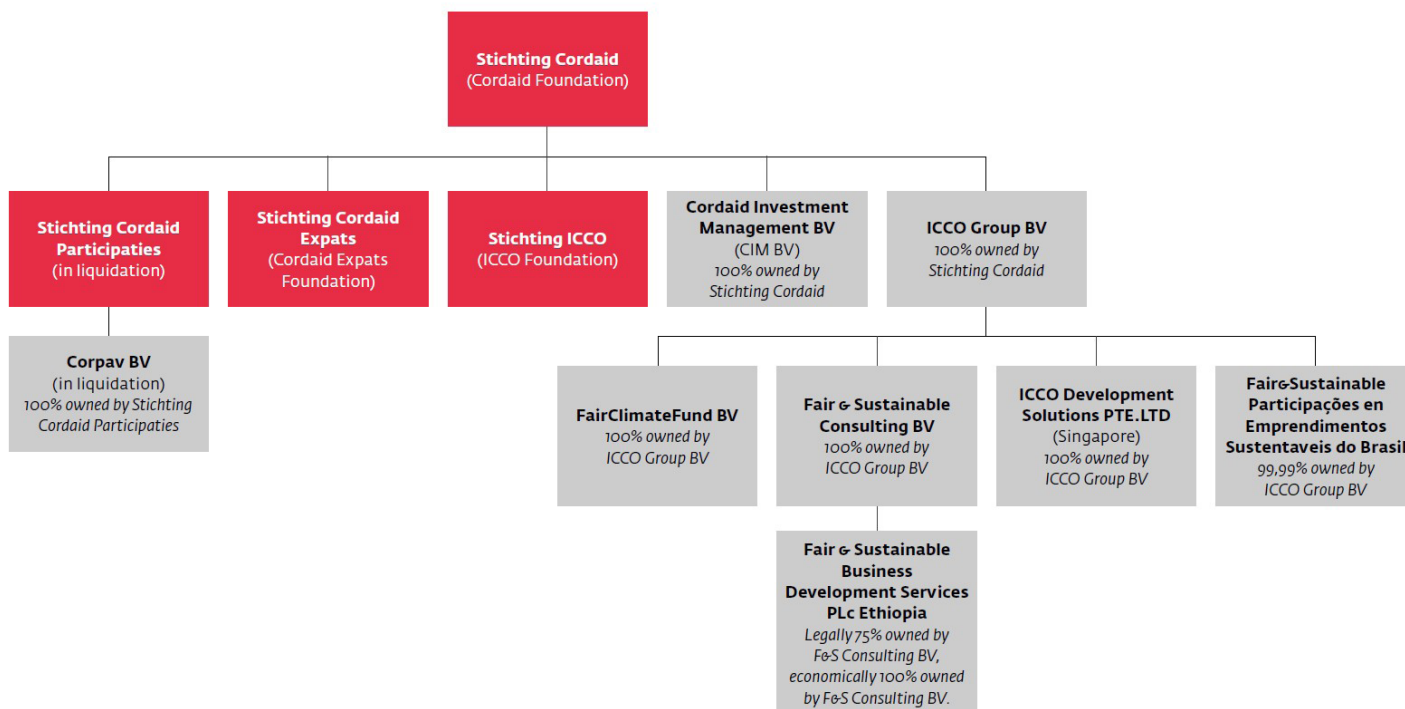 Stichting Cordaid
(Cordaid Foundation)
Stichting Cordaid
Participaties
(in liquidation)
Stichting Cordaid
Expats
(Cordaid Expats
Foundation)
Stichting ICCO
(ICCO Foundation)
Cordaid Investment
Management BV
(CIM BV)
100% owned by
Stichting Cordaid
ICCO Group BV
100% owned by
Stichting Cordaid
Corpav BV
(in liquidation)
100% owned by Stichting
Cordaid Participaties
FairClimateFund BV
100% owned by
ICCO Group BV
Fair & Sustainable
Consulting BV
100% owned by
ICCO Group BV
ICCO Development
Solutions PTE.LTD
(Singapore)
100% owned by
ICCO Group BV
Fair&Sustainable
Participações en
Emprendimentos
Sustentaveis do Brasil
99,99% owned by
ICCO Group BV
Fair & Sustainable
Business
Development Services
PLc Ethiopia
Legally 75% owned by
F&S Consulting BV,
economically 100% owned
by F&S Consulting BV.